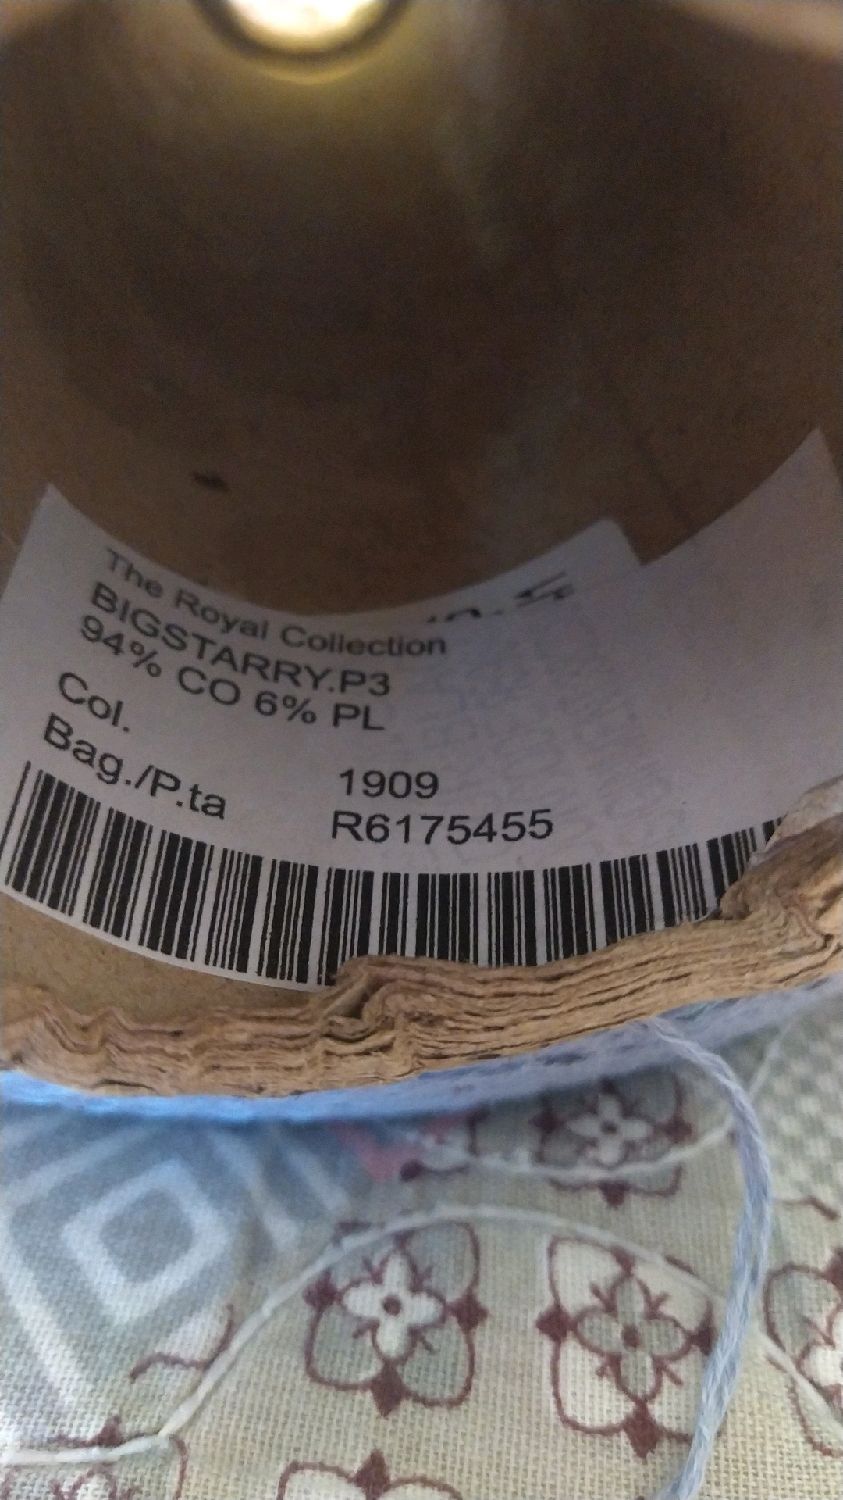 The Royal Collection
BIGSTARRY.P3
94% CO 6% PL
Col. 1909
Bag./P.ta R6175455